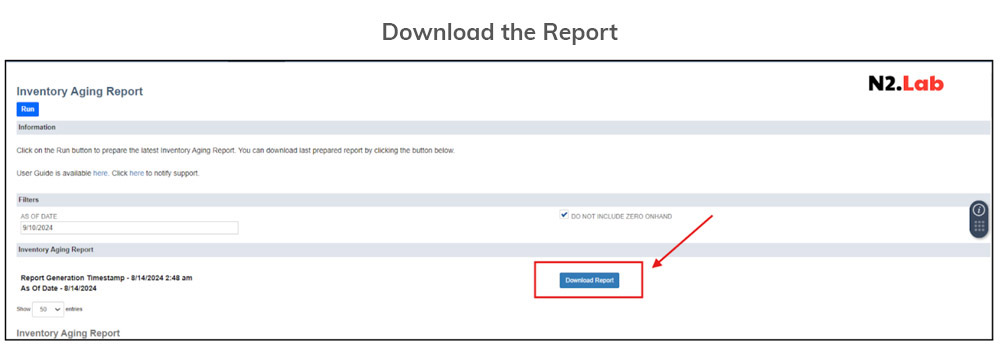 Download the Report
N2.Lab
Inventory Aging Report
Run
Information
Click on the Run button to prepare the latest Inventory Aging Report. You can download last prepared report by clicking the button below.
User Guide is available here. Click here to notify support.
Filters
AS OF DATE
DO NOT INCLUDE ZERO ONHAND
9/10/2024
Inventory Aging Report
Report Generation Timestamp - 8/14/2024 2:48 am
Download Report
As Of Date - 8/14/2024
Show 50 entries
Inventory Aging Report